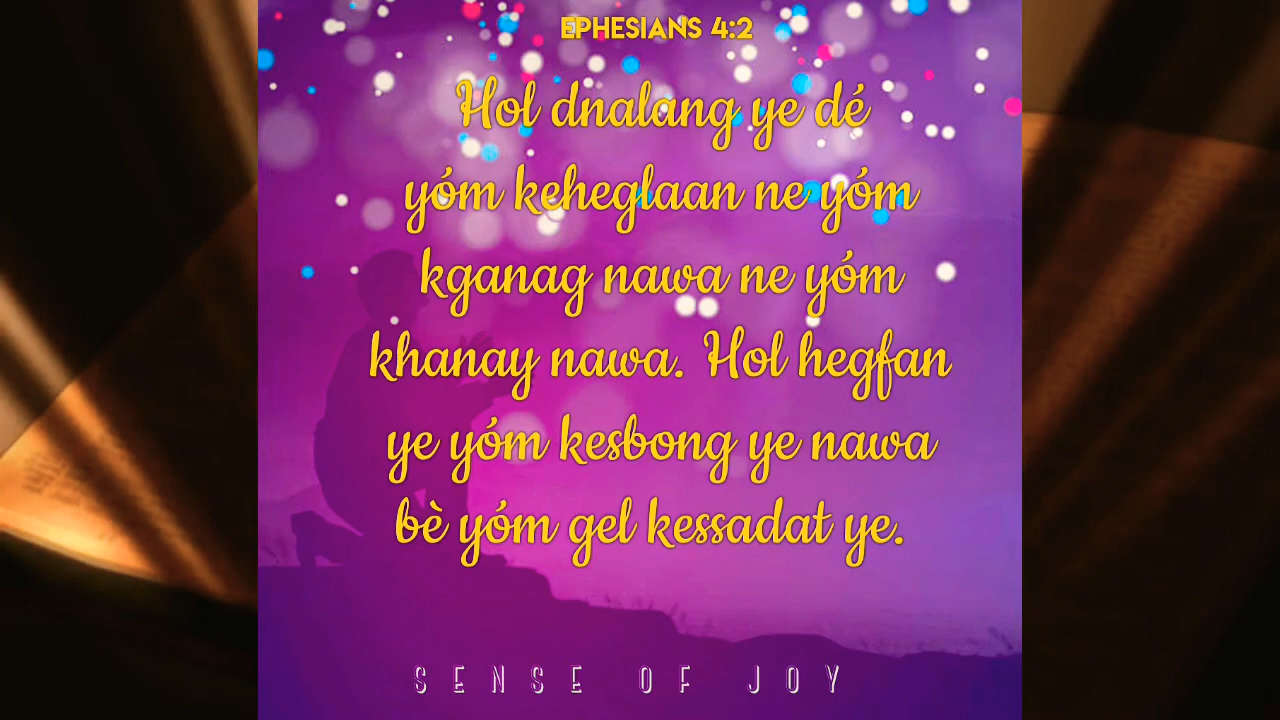 EPHESIANS 4:2
Hol dnalang ye dé
yóm keheglaan ne yóm
kganag nawa ne yóm
khanay nawa. Hol hegfan
ye yóm kesbong ye nawa
bè yóm gel kessadat ye.
SENSE OF JOY